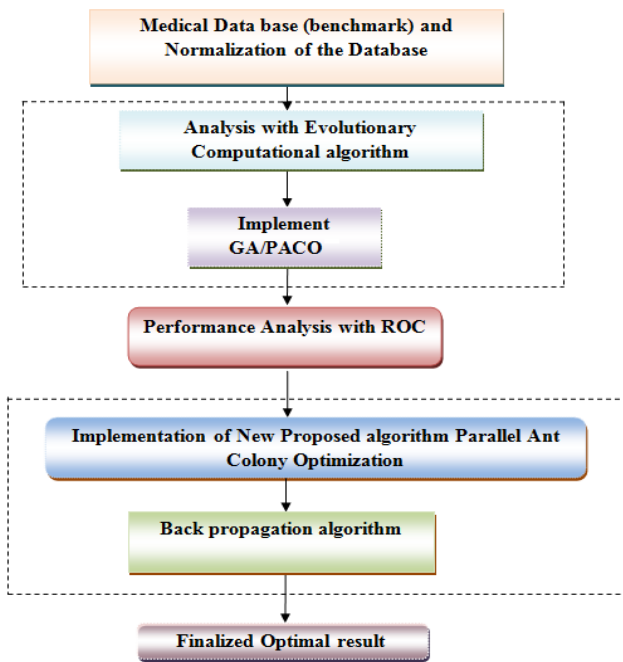 Medical Data base (benchmark) and
Normalization of the Database
Analysis with Evolutionary
Computational algorithm
Implement
GA/PACO
Performance Analysis with ROC
Implementation of New Proposed algorithm Parallel Ant
Colony Optimization
Back propagation algorithm
Finalized Optimal result